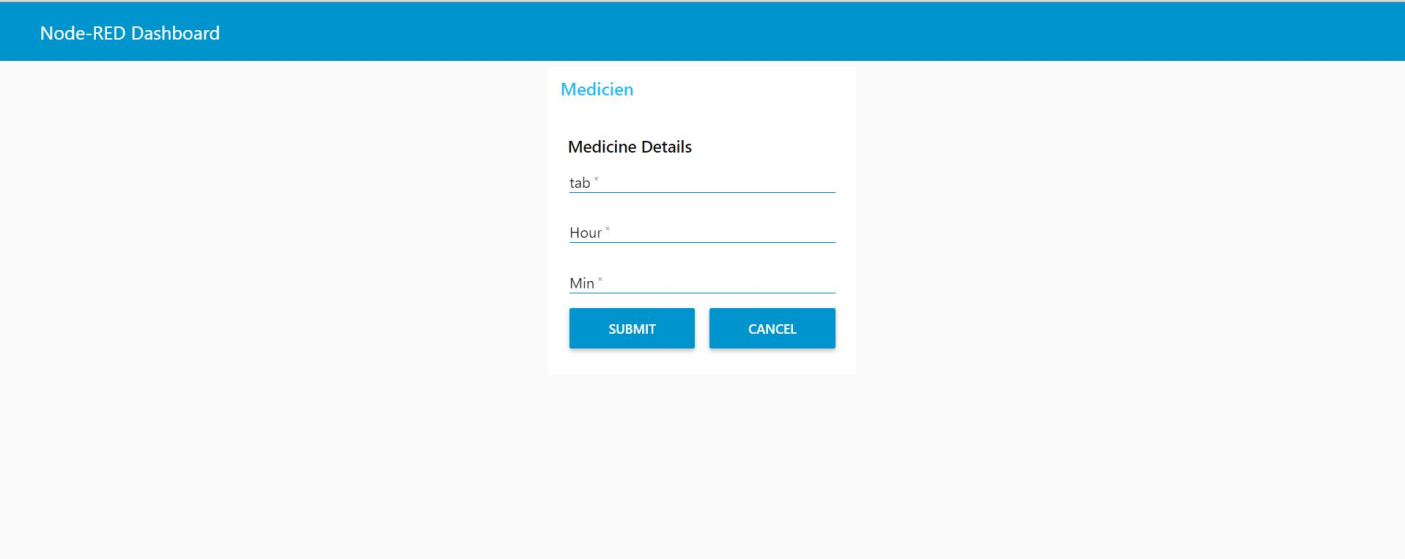 Node-RED Dashboard
Medicien
Medicine Details
tab *
Hour *
Min *
SUBMIT CANCEL